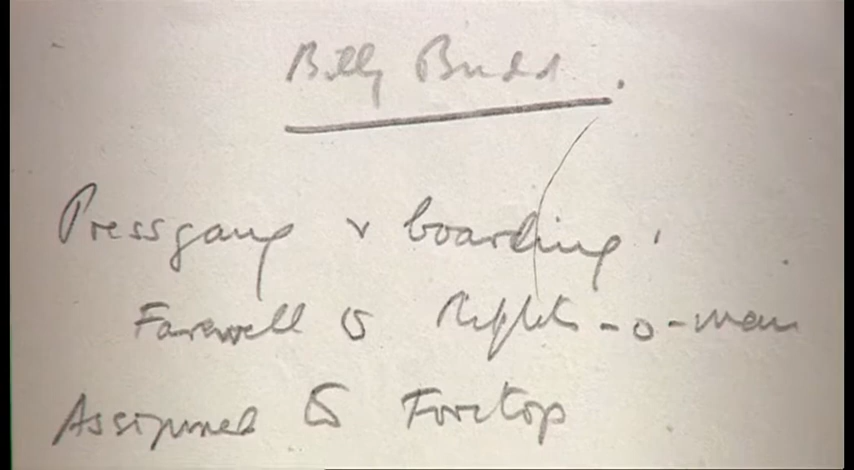 Billy Budd.
Pressgang & boarding.
Farewell to Rights-o-man
Assigned to Foretop